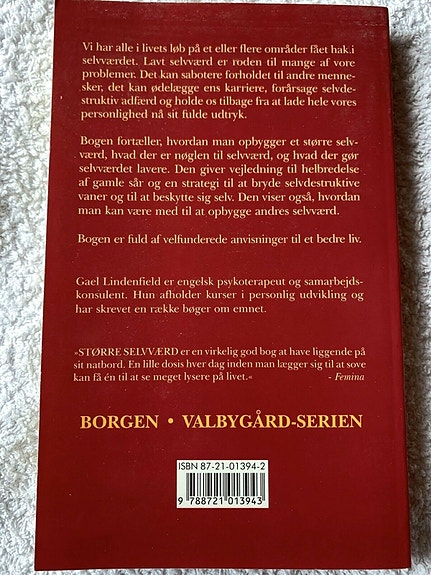 Vi har alle i livets løb på et eller flere områder fået hak.i
selvværdet. Lavt selvværd er roden til mange af vore
problemer. Det kan sabotere forholdet til andre menne-
sker, det kan ødelægge ens karriere, forårsage selvde-
struktiv adfærd og holde os tilbage fra at lade hele vores
personlighed nå sit fulde udtryk.
Bogen fortæller, hvordan man opbygger et større selv-
værd, hvad der er nøglen til selvværd, og hvad der gør
selvværdet lavere. Den giver vejledning til helbredelse
af gamle sår og en strategi til at bryde selvdestruktive
vaner og til at beskytte sig selv. Den viser også, hvordan
man kan være med til at opbygge andres selvværd.
Bogen er fuld af velfunderede anvisninger til et bedre liv.
Gael Lindenfield er engelsk psykoterapeut og samarbejds-
konsulent. Hun afholder kurser i personlig udvikling og
har skrevet en række bøger om emnet.
«STØRRE SELVVÆRD er en virkelig god bog at have liggende på
sit natbord. En lille dosis hver dag inden man lægger sig til at sove
kan få én til at se meget lysere på livet.« - Femina
BORGEN • VALBYGÅRD-SERIEN
ISBN 87-21-01394-2
9 788721 013943